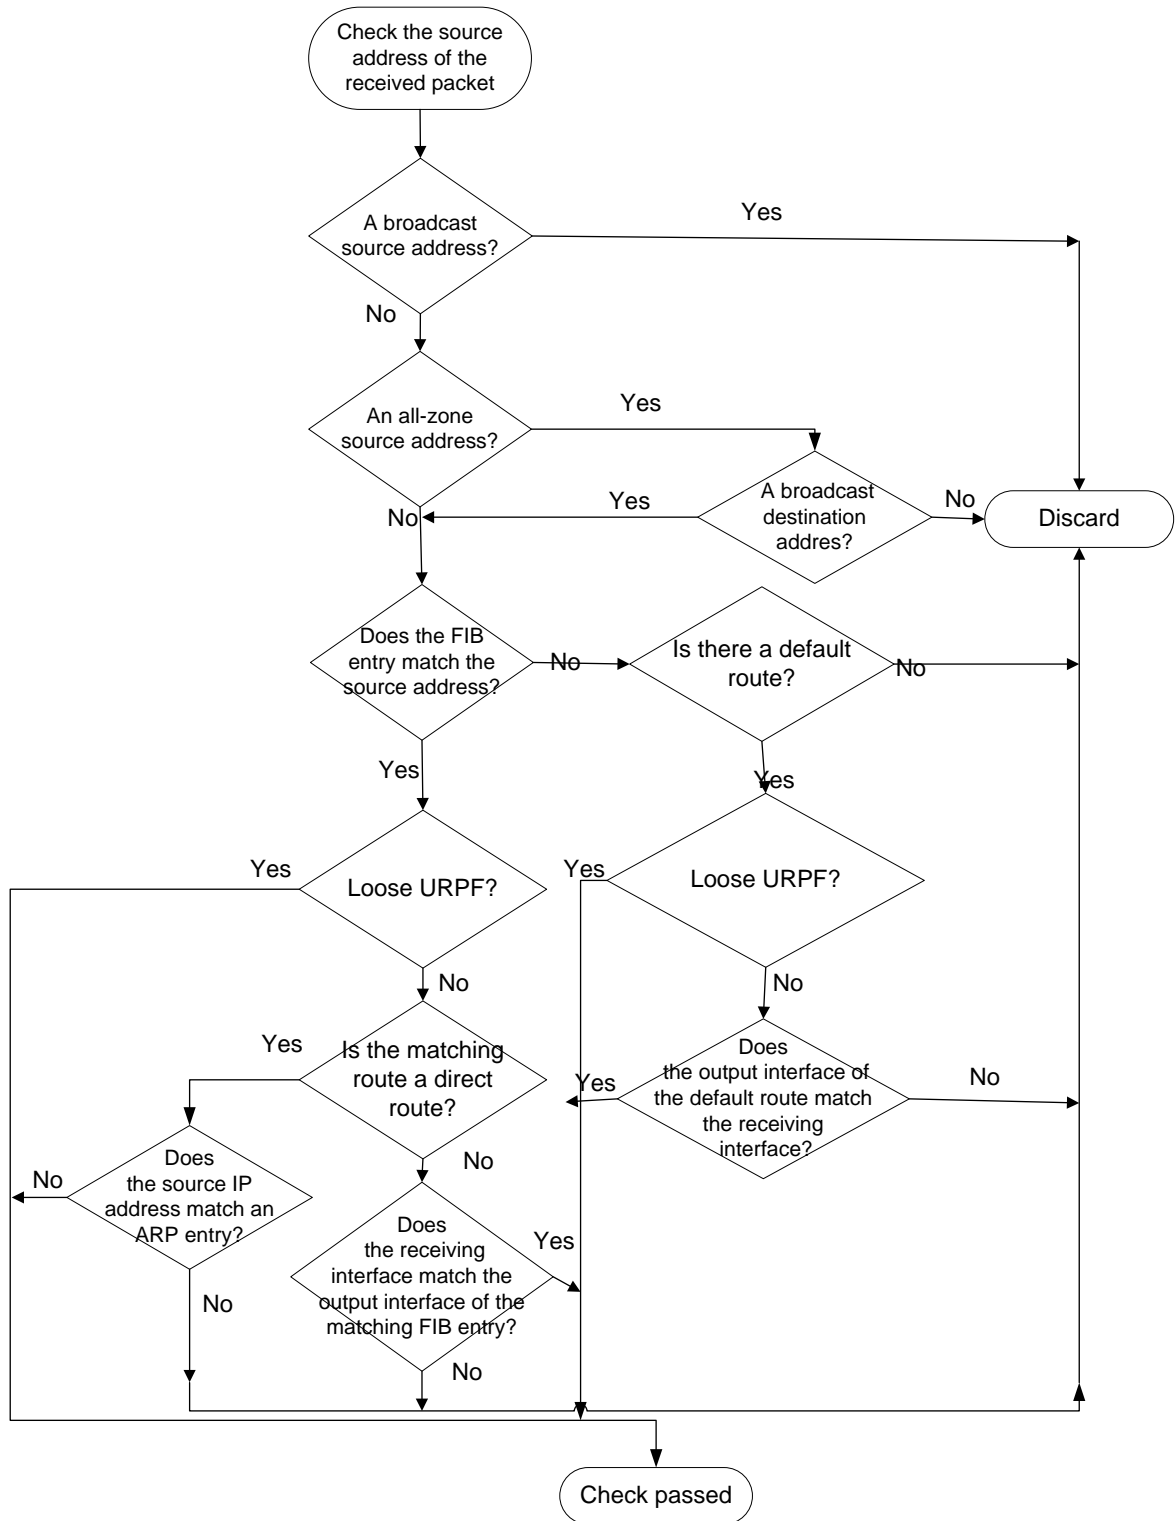 Check the source
address of the
received packet
Yes
A broadcast
source address?
No
Yes
An all-zone
source address?
Yes
A broadcast
destination
addres?
No
Discard
No
Does the FIB
entry match the
source address?
No
Is there a default
route?
No
Yes
Yes
Yes
Loose URPF?
Yes
Loose URPF?
No
No
Yes
Is the matching
route a direct
route?
Does
the output interface of
the default route match
the receiving
interface?
Yes
No
No
Does
the source IP
address match an
ARP entry?
No
Does
the receiving
interface match the
output interface of the
matching FIB entry?
Yes
No
No
Check passed